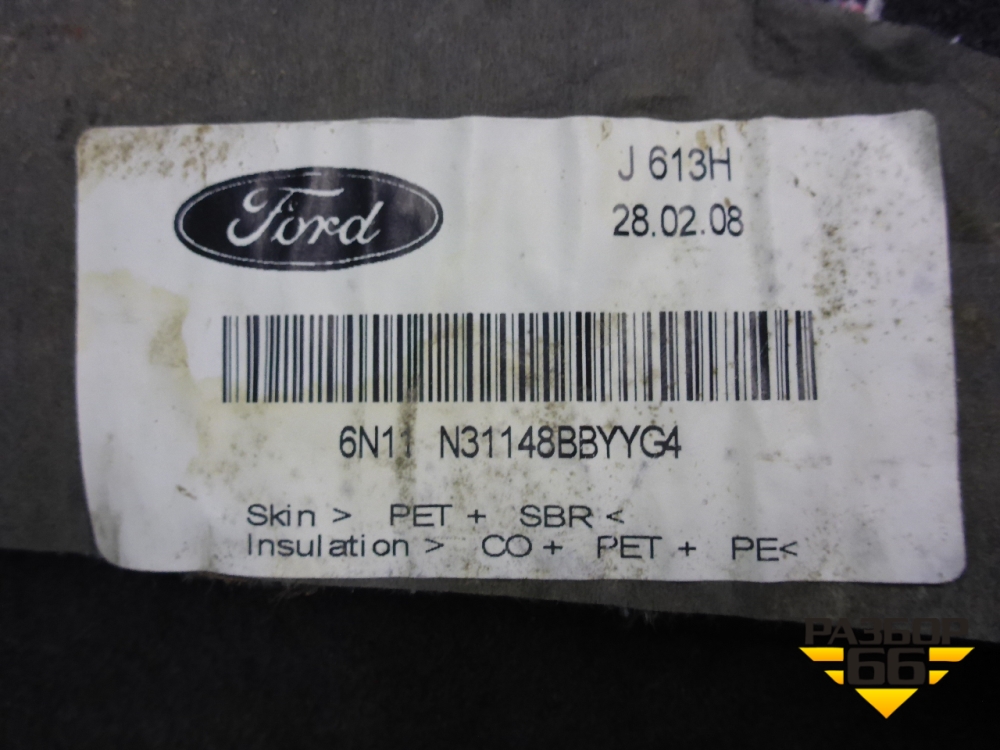 Ford
J 613H
28.02.08
6N11 N31148BBYYG4
Skin > PET + SBR <
Insulation > CO + PET + PE<
РАЗБОР
66